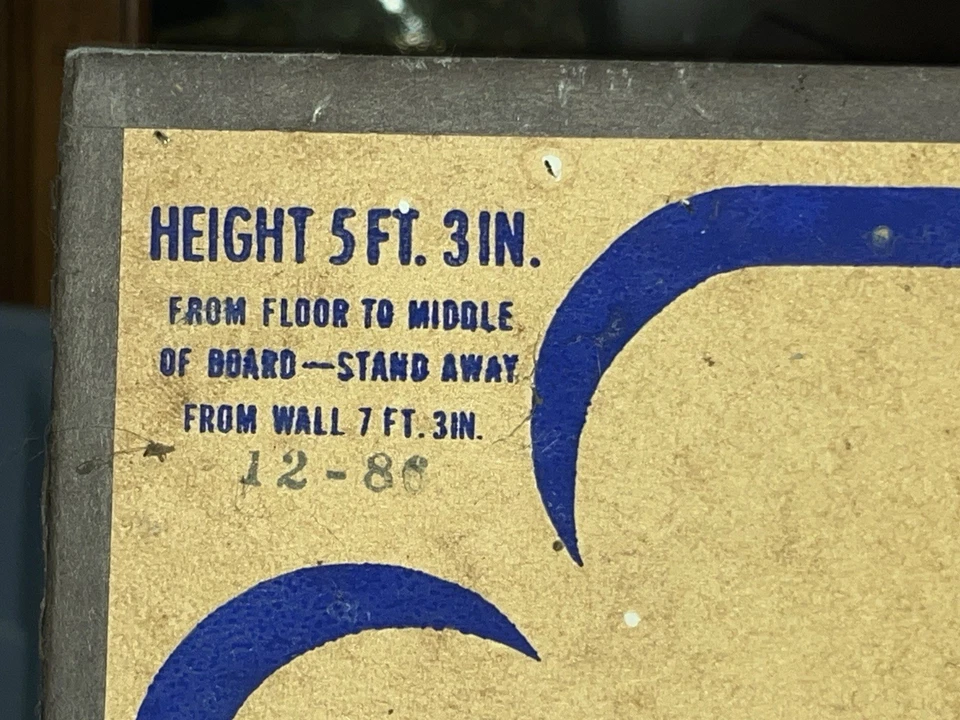 HEIGHT 5 FT. 3 IN.
FROM FLOOR TO MIDDLE
OF BOARD—STAND AWAY
FROM WALL 7 FT. 3 IN.
12-86